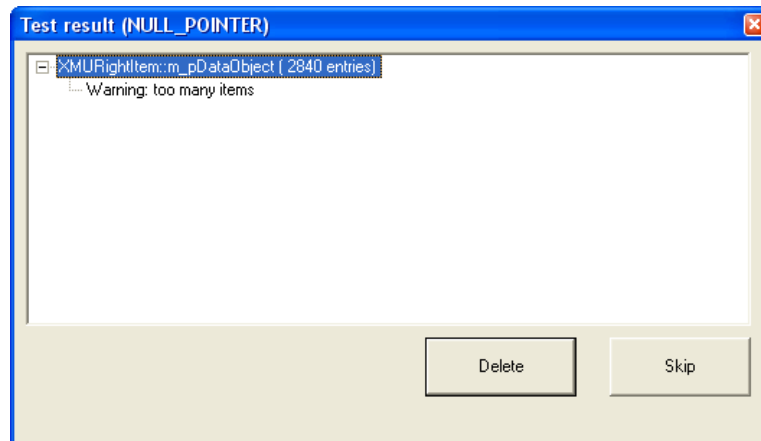 Test result (NULL_POINTER)
XMURightItem::m_pDataObject ( 2840 entries)
Warning: too many items
Delete
Skip